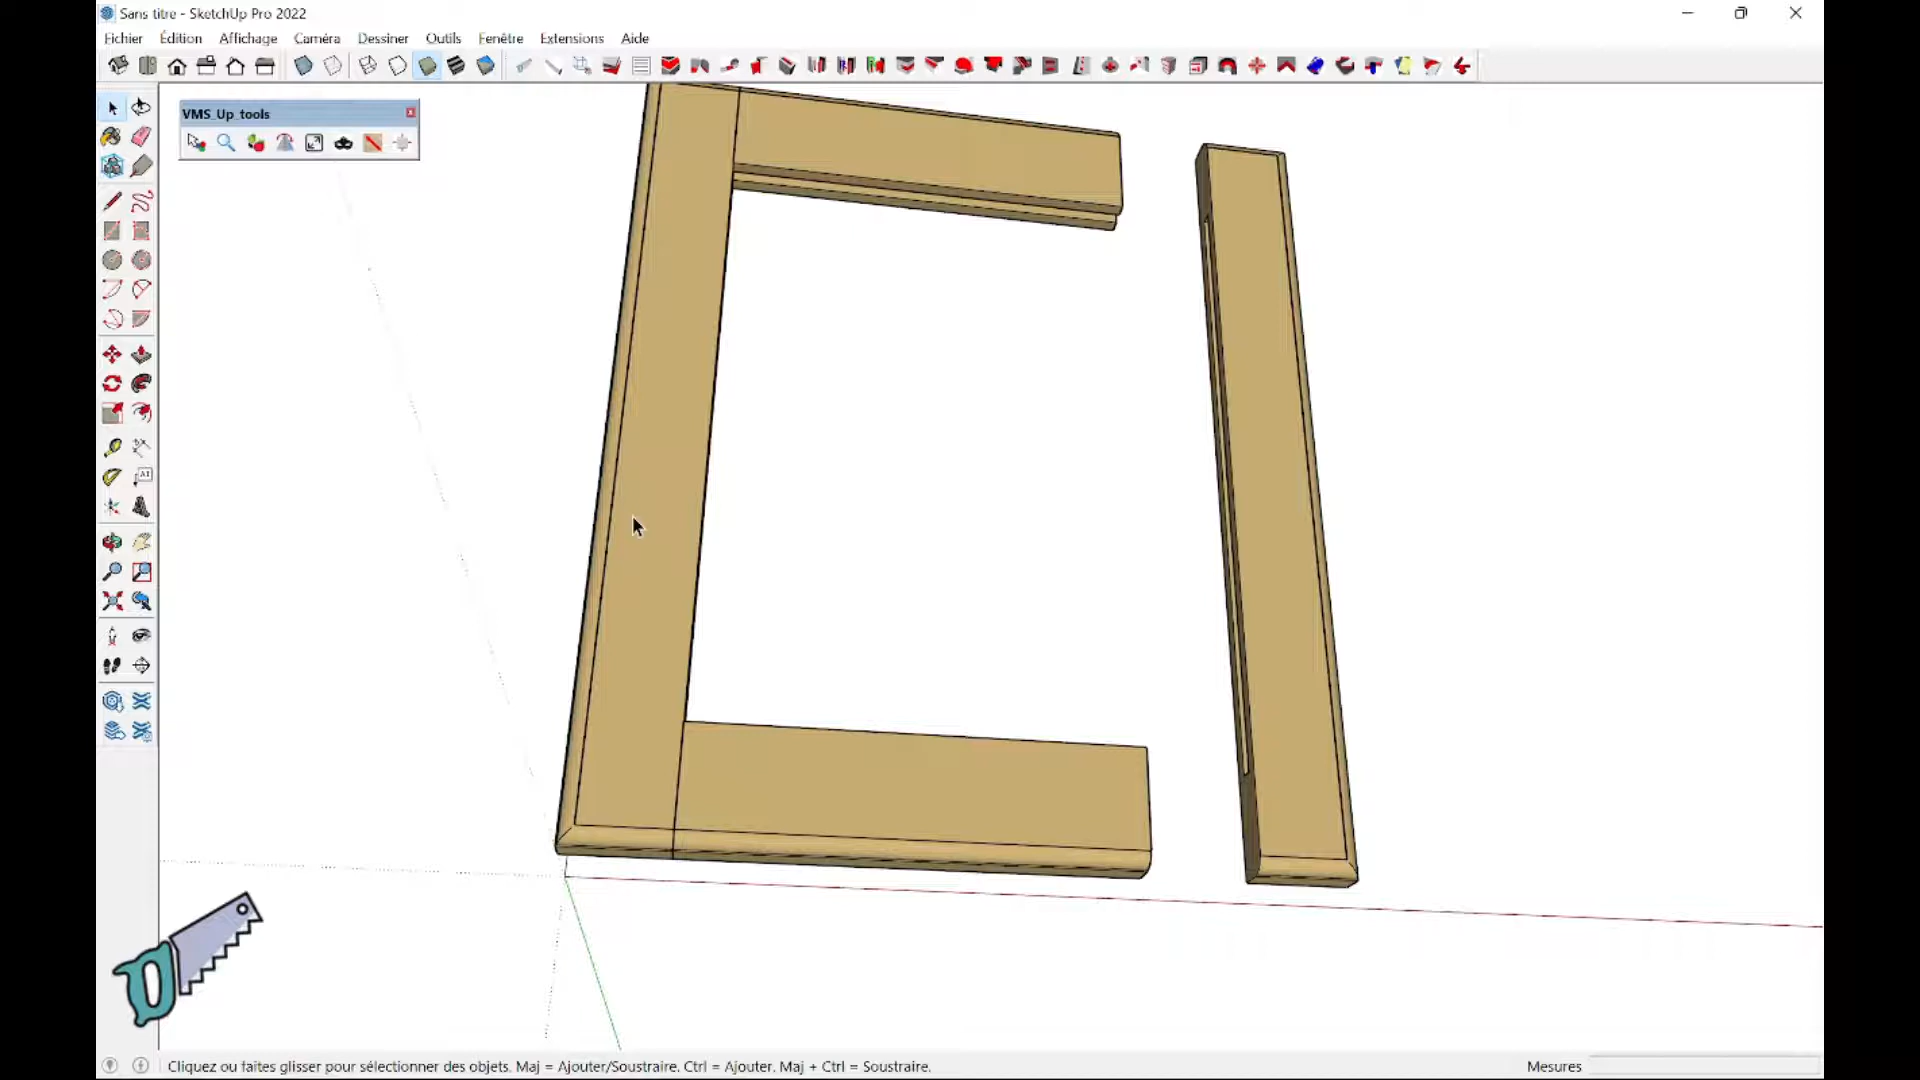 Sans titre - SketchUp Pro 2022
Fichier Édition Affichage Caméra Dessiner Outils Fenêtre Extensions Aide
VMS_Up_tools
Cliquez ou faites glisser pour sélectionner des objets. Maj = Ajouter/Soustraire. Ctrl = Ajouter. Maj + Ctrl = Soustraire.
Mesures